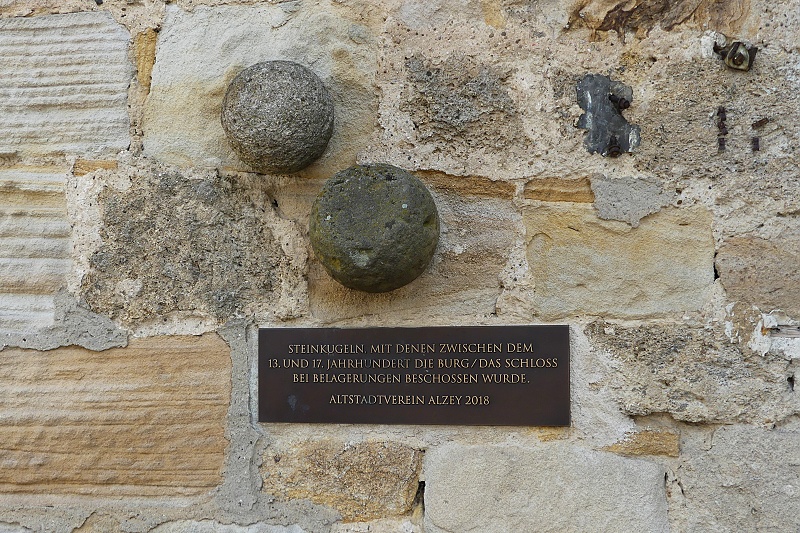 STEINKUGELN, MIT DENEN ZWISCHEN DEM
13. UND 17. JAHRHUNDERT DIE BURG/DAS SCHLOSS
BEI BELAGERUNGEN BESCHOSSEN WURDE.
ALTSTADTVEREIN ALZEY 2018